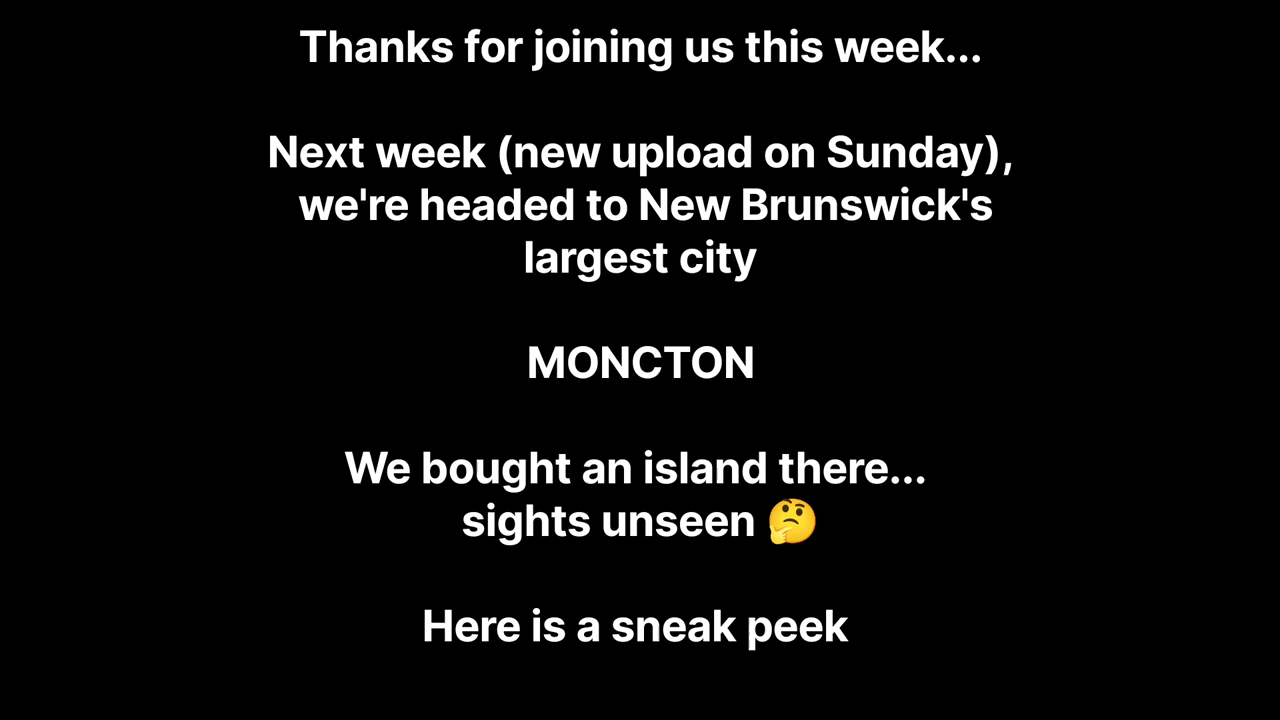 Thanks for joining us this week...
Next week (new upload on Sunday),
we're headed to New Brunswick's
largest city
MONCTON
We bought an island there...
sights unseen 🤔
Here is a sneak peek